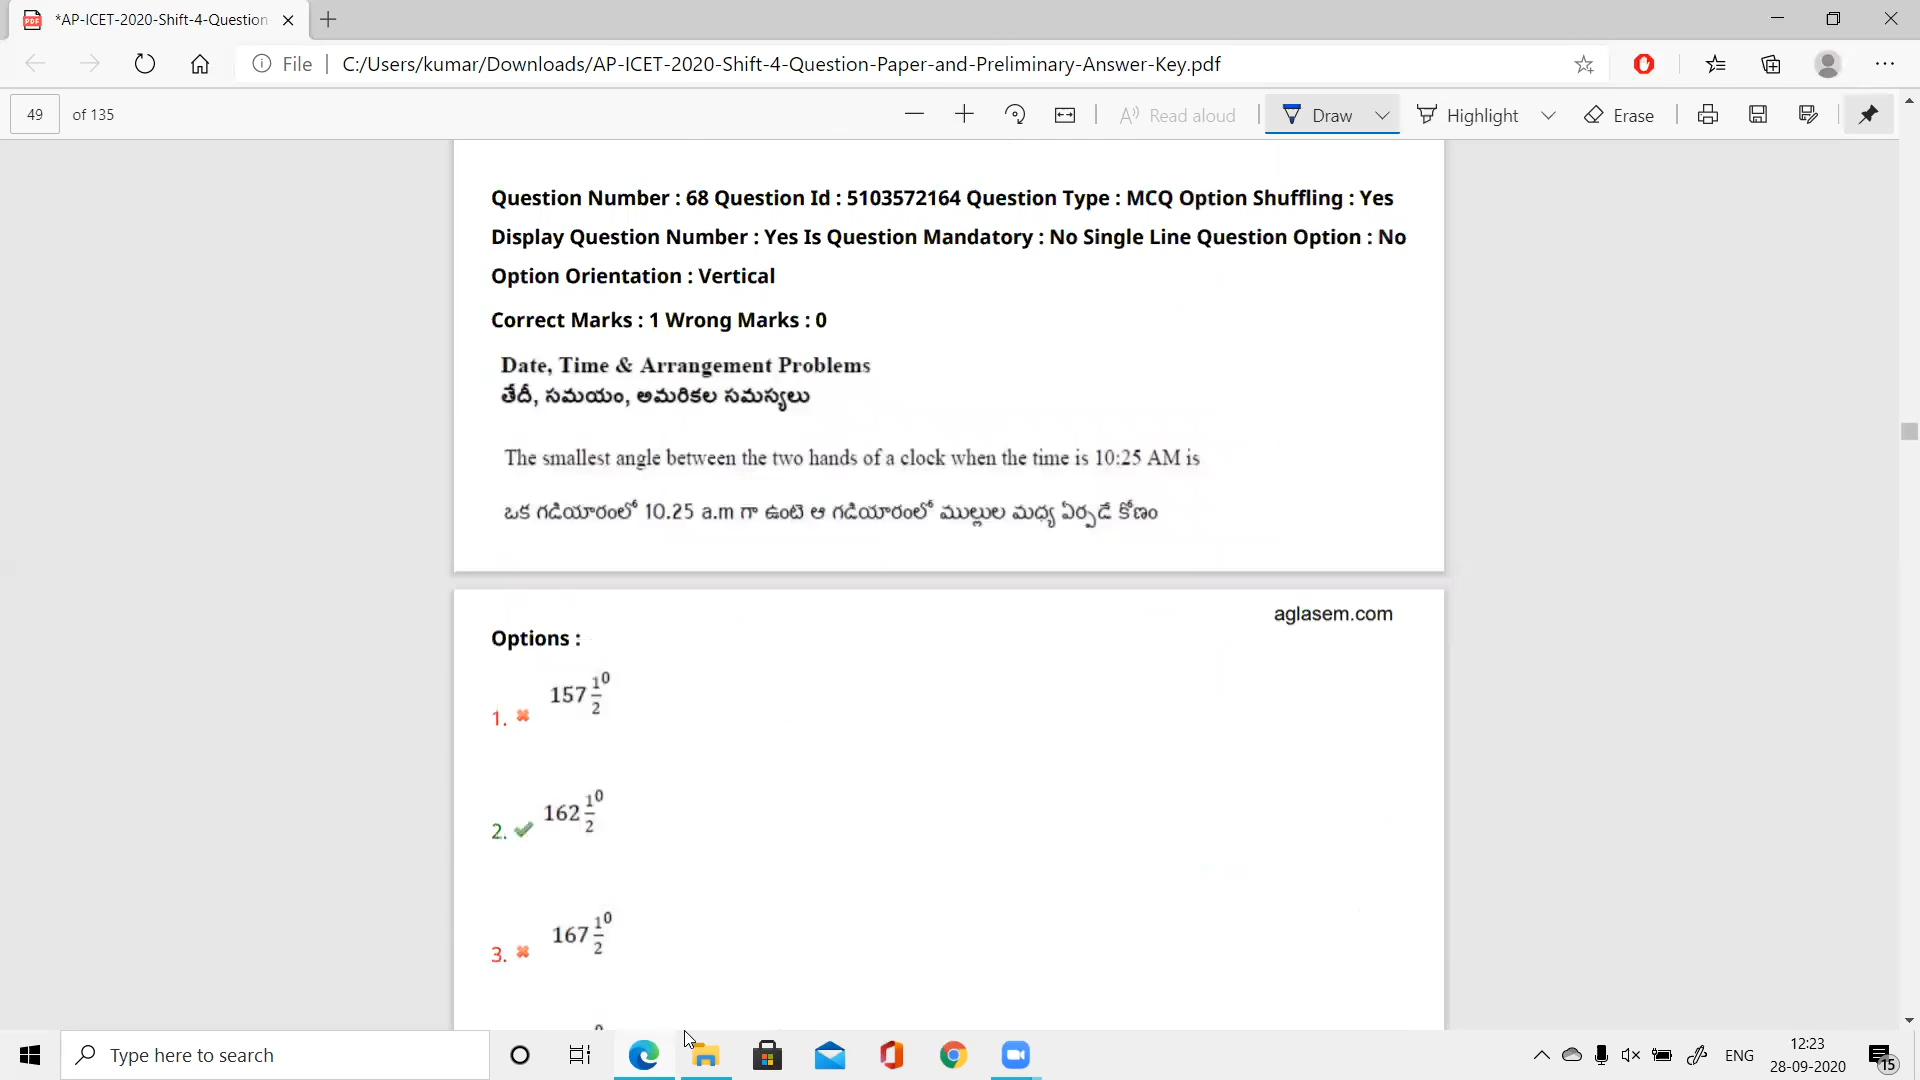 *AP-ICET-2020-Shift-4-Question
File
C:/Users/kumar/Downloads/AP-ICET-2020-Shift-4-Question-Paper-and-Preliminary-Answer-Key.pdf
49 of 135
Read aloud
Draw
Highlight
Erase
Question Number : 68 Question Id : 5103572164 Question Type : MCQ Option Shuffling : Yes
Display Question Number : Yes Is Question Mandatory : No Single Line Question Option : No
Option Orientation : Vertical
Correct Marks : 1 Wrong Marks : 0
Date, Time & Arrangement Problems
తేదీ, సమయం, అమరికల సమస్యలు
The smallest angle between the two hands of a clock when the time is 10:25 AM is
ఒక గడియారంలో 10.25 a.m గా ఉంటె ఆ గడియారంలో ముల్లుల మధ్య ఏర్పడే కోణం
aglasem.com
Options :
1. 157 1/2 ⁰
2. 162 1/2 ⁰
3. 167 1/2 ⁰
Type here to search
ENG
12:23
28-09-2020
15